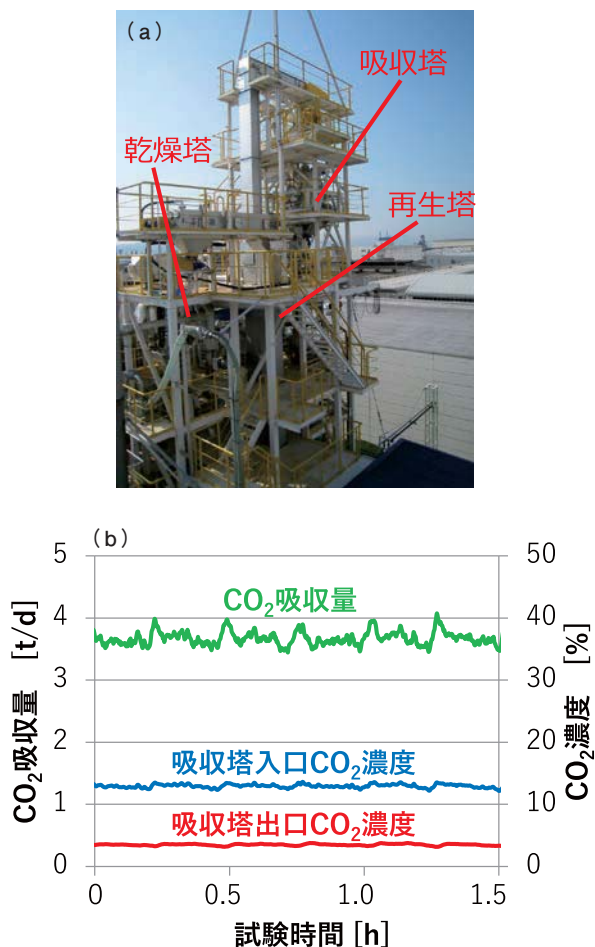 (a)
吸収塔
乾燥塔
再生塔
(b)
CO₂吸収量 [t/d]
5
4
3
2
1
0
CO₂吸収量
吸収塔入口CO₂濃度
吸収塔出口CO₂濃度
50
40
30
20
10
0
CO₂濃度 [%]
0 0.5 1.0 1.5
試験時間 [h]